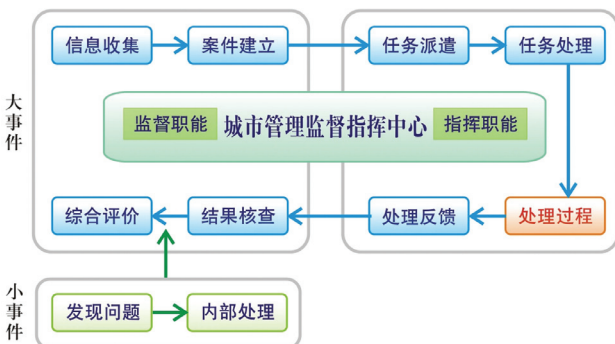 大事件
信息收集
案件建立
任务派遣
任务处理
监督职能
城市管理监督指挥中心
指挥职能
综合评价
结果核查
处理反馈
处理过程
小事件
发现问题
内部处理